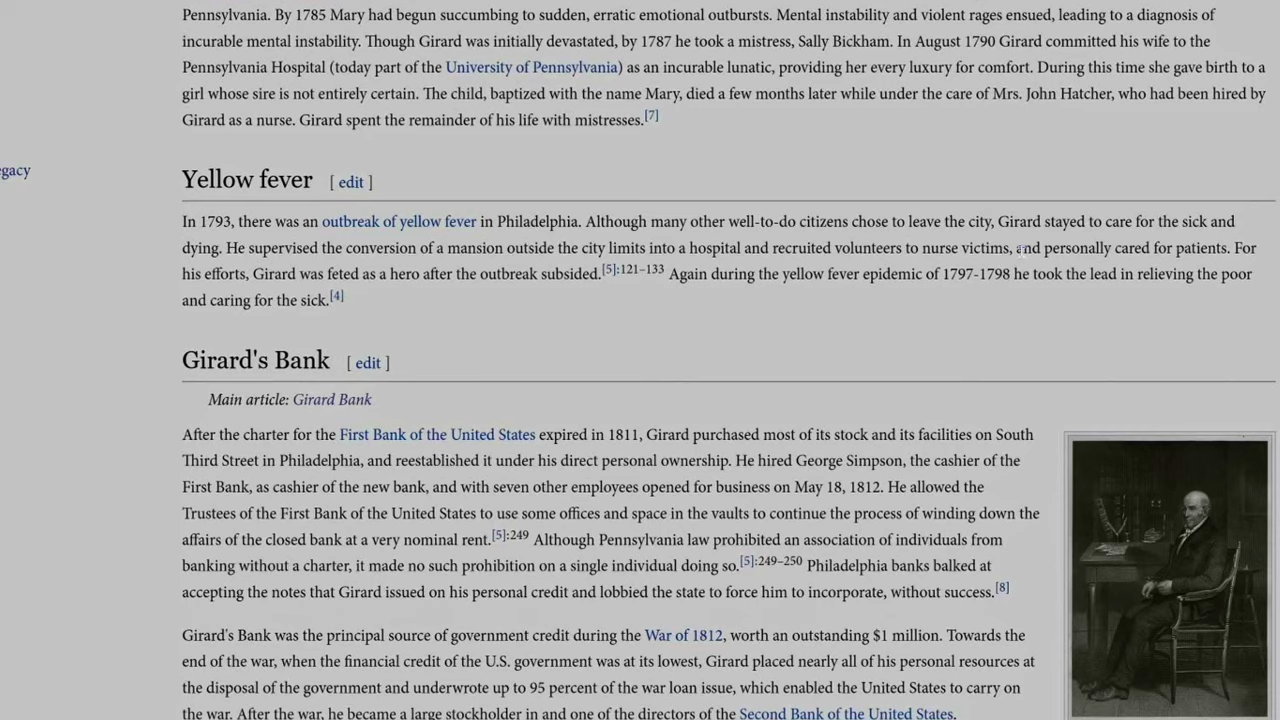 Pennsylvania. By 1785 Mary had begun succumbing to sudden, erratic emotional outbursts. Mental instability and violent rages ensued, leading to a diagnosis of
incurable mental instability. Though Girard was initially devastated, by 1787 he took a mistress, Sally Bickham. In August 1790 Girard committed his wife to the
Pennsylvania Hospital (today part of the University of Pennsylvania) as an incurable lunatic, providing her every luxury for comfort. During this time she gave birth to a
girl whose sire is not entirely certain. The child, baptized with the name Mary, died a few months later while under the care of Mrs. John Hatcher, who had been hired by
Girard as a nurse. Girard spent the remainder of his life with mistresses.[7]
egacy
Yellow fever [ edit ]
In 1793, there was an outbreak of yellow fever in Philadelphia. Although many other well-to-do citizens chose to leave the city, Girard stayed to care for the sick and
dying. He supervised the conversion of a mansion outside the city limits into a hospital and recruited volunteers to nurse victims, and personally cared for patients. For
his efforts, Girard was feted as a hero after the outbreak subsided.[5]:121–133 Again during the yellow fever epidemic of 1797-1798 he took the lead in relieving the poor
and caring for the sick.[4]
Girard's Bank [ edit ]
Main article: Girard Bank
After the charter for the First Bank of the United States expired in 1811, Girard purchased most of its stock and its facilities on South
Third Street in Philadelphia, and reestablished it under his direct personal ownership. He hired George Simpson, the cashier of the
First Bank, as cashier of the new bank, and with seven other employees opened for business on May 18, 1812. He allowed the
Trustees of the First Bank of the United States to use some offices and space in the vaults to continue the process of winding down the
affairs of the closed bank at a very nominal rent.[5]:249 Although Pennsylvania law prohibited an association of individuals from
banking without a charter, it made no such prohibition on a single individual doing so.[5]:249–250 Philadelphia banks balked at
accepting the notes that Girard issued on his personal credit and lobbied the state to force him to incorporate, without success.[8]
Girard's Bank was the principal source of government credit during the War of 1812, worth an outstanding $1 million. Towards the
end of the war, when the financial credit of the U.S. government was at its lowest, Girard placed nearly all of his personal resources at
the disposal of the government and underwrote up to 95 percent of the war loan issue, which enabled the United States to carry on
the war. After the war, he became a large stockholder in and one of the directors of the Second Bank of the United States.